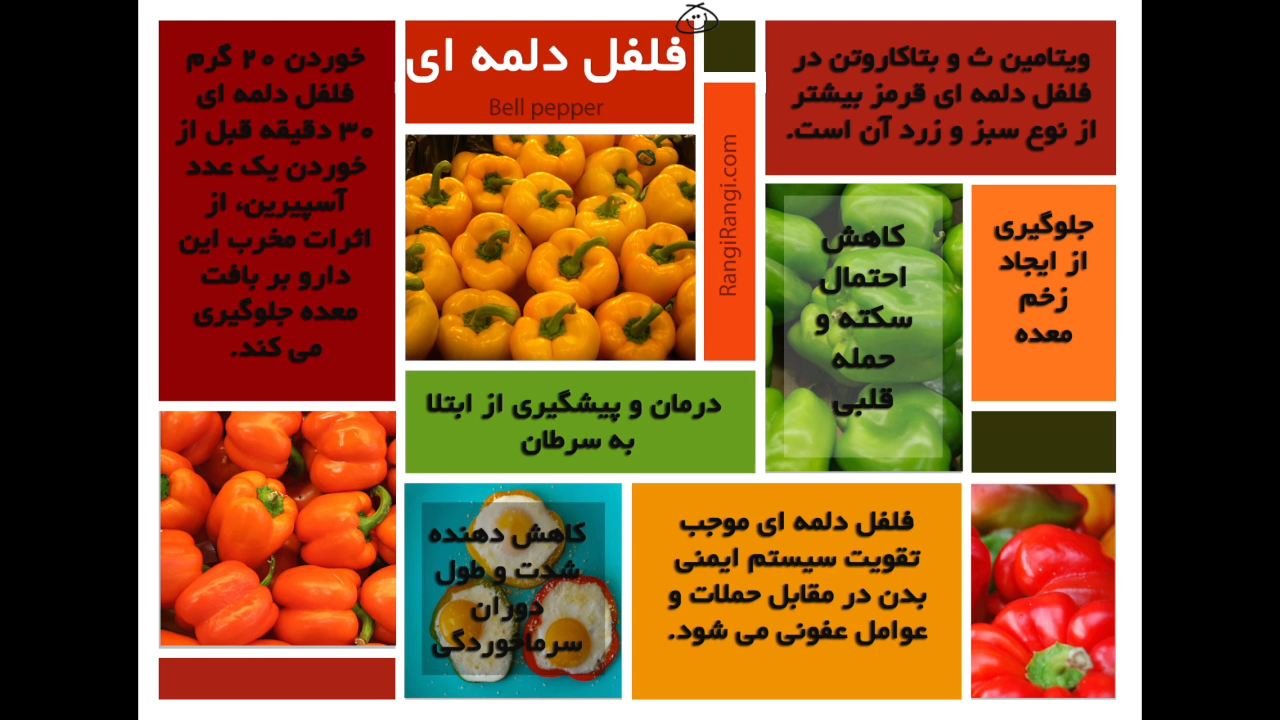 فلفل دلمه ای
Bell pepper
RangiRangi.com
ویتامین ث و بتاکاروتن در
فلفل دلمه ای قرمز بیشتر
از نوع سبز و زرد آن است.
خوردن ۲۰ گرم
فلفل دلمه ای
۳۰ دقیقه قبل از
خوردن یک عدد
آسپیرین، از
اثرات مخرب این
دارو بر بافت
معده جلوگیری
می کند.
جلوگیری
از ایجاد
زخم
معده
کاهش
احتمال
سکته و
حمله
قلبی
درمان و پیشگیری از ابتلا
به سرطان
فلفل دلمه ای موجب
تقویت سیستم ایمنی
بدن در مقابل حملات و
عوامل عفونی می شود.
کاهش دهنده
شدت و طول
دوران
سرماخوردگی